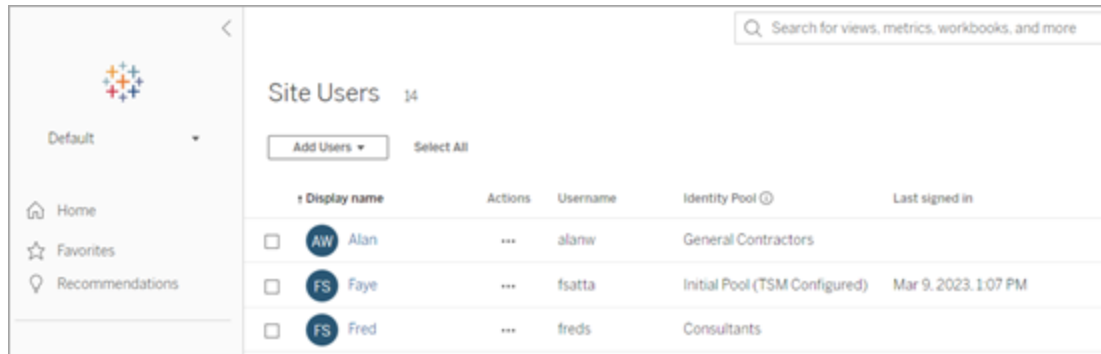 Search for views, metrics, workbooks, and more
Default
Home
Favorites
Recommendations
Site Users 14
Add Users Select All
Display name Actions Username Identity Pool Last signed in
AW Alan ... alanw General Contractors
FS Faye ... fsatta Initial Pool (TSM Configured) Mar 9, 2023, 1:07 PM
FS Fred ... freds Consultants